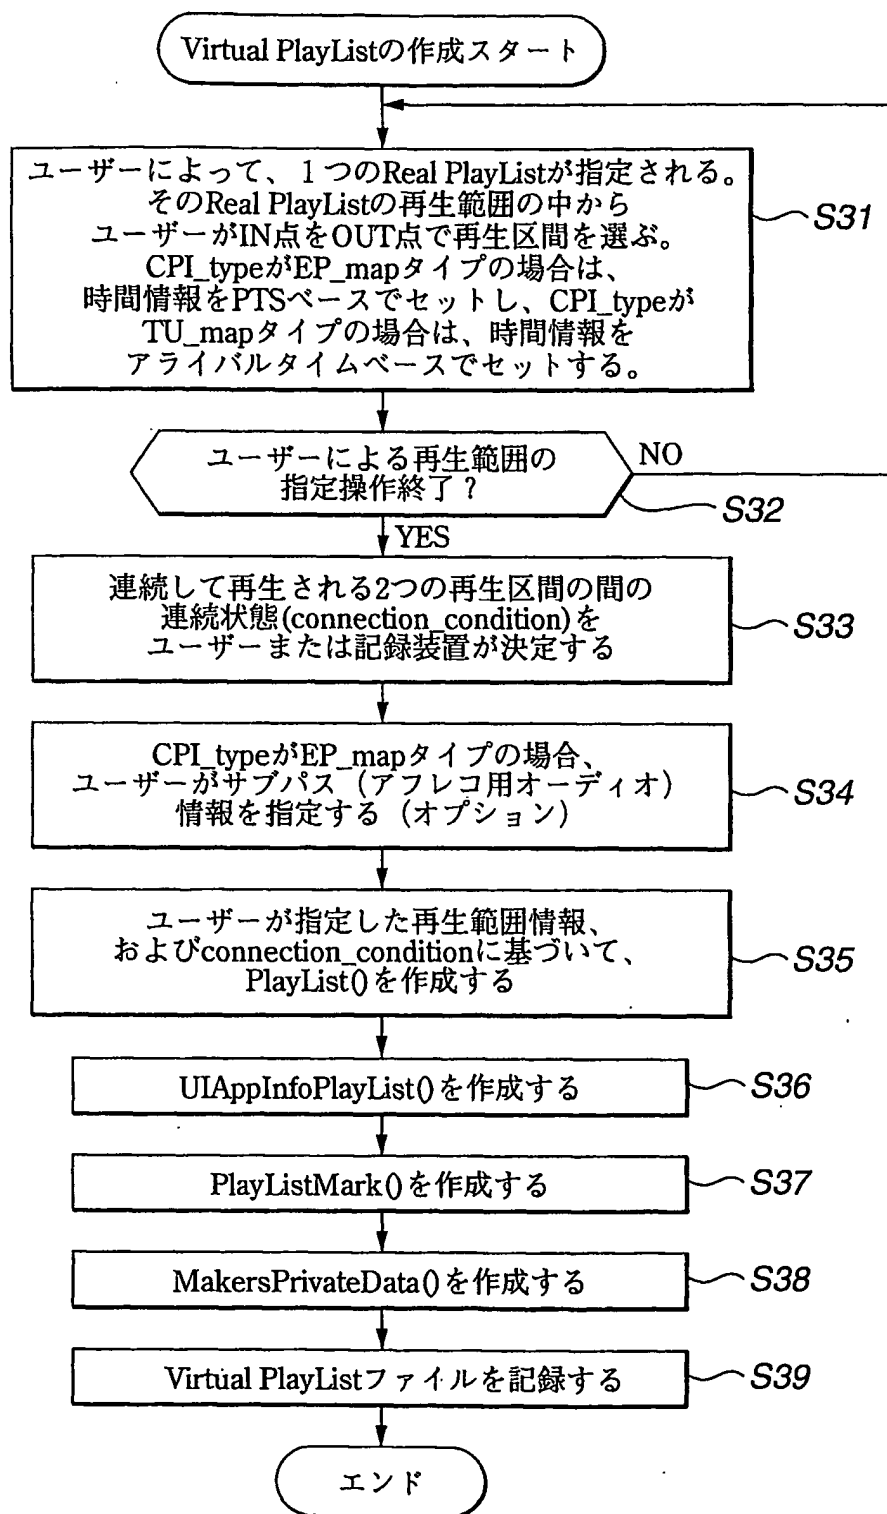 Virtual PlayListの作成スタート
ユーザーによって、１つのReal PlayListが指定される。
そのReal PlayListの再生範囲の中から
ユーザーがIN点をOUT点で再生区間を選ぶ。
CPI_typeがEP_mapタイプの場合は、
時間情報をPTSベースでセットし、CPI_typeが
TU_mapタイプの場合は、時間情報を
アライバルタイムベースでセットする。
S31
ユーザーによる再生範囲の
指定操作終了？
NO
S32
YES
連続して再生される2つの再生区間の間の
連続状態(connection_condition)を
ユーザーまたは記録装置が決定する
S33
CPI_typeがEP_mapタイプの場合、
ユーザーがサブパス（アフレコ用オーディオ）
情報を指定する（オプション）
S34
ユーザーが指定した再生範囲情報、
およびconnection_conditionに基づいて、
PlayList()を作成する
S35
UIAppInfoPlayList()を作成する
S36
PlayListMark()を作成する
S37
MakersPrivateData()を作成する
S38
Virtual PlayListファイルを記録する
S39
エンド